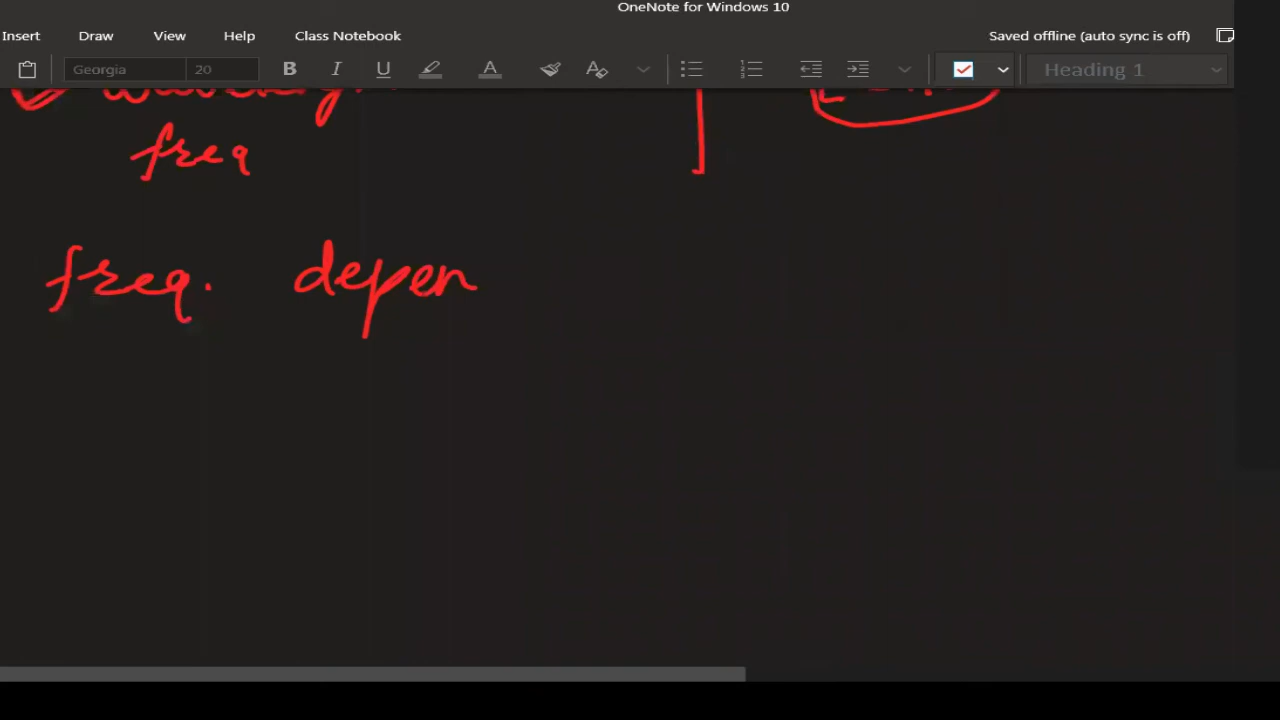 OneNote for Windows 10
Insert Draw View Help Class Notebook Saved offline (auto sync is off)
Georgia 20 B I U A Heading 1
freq
freq. depen